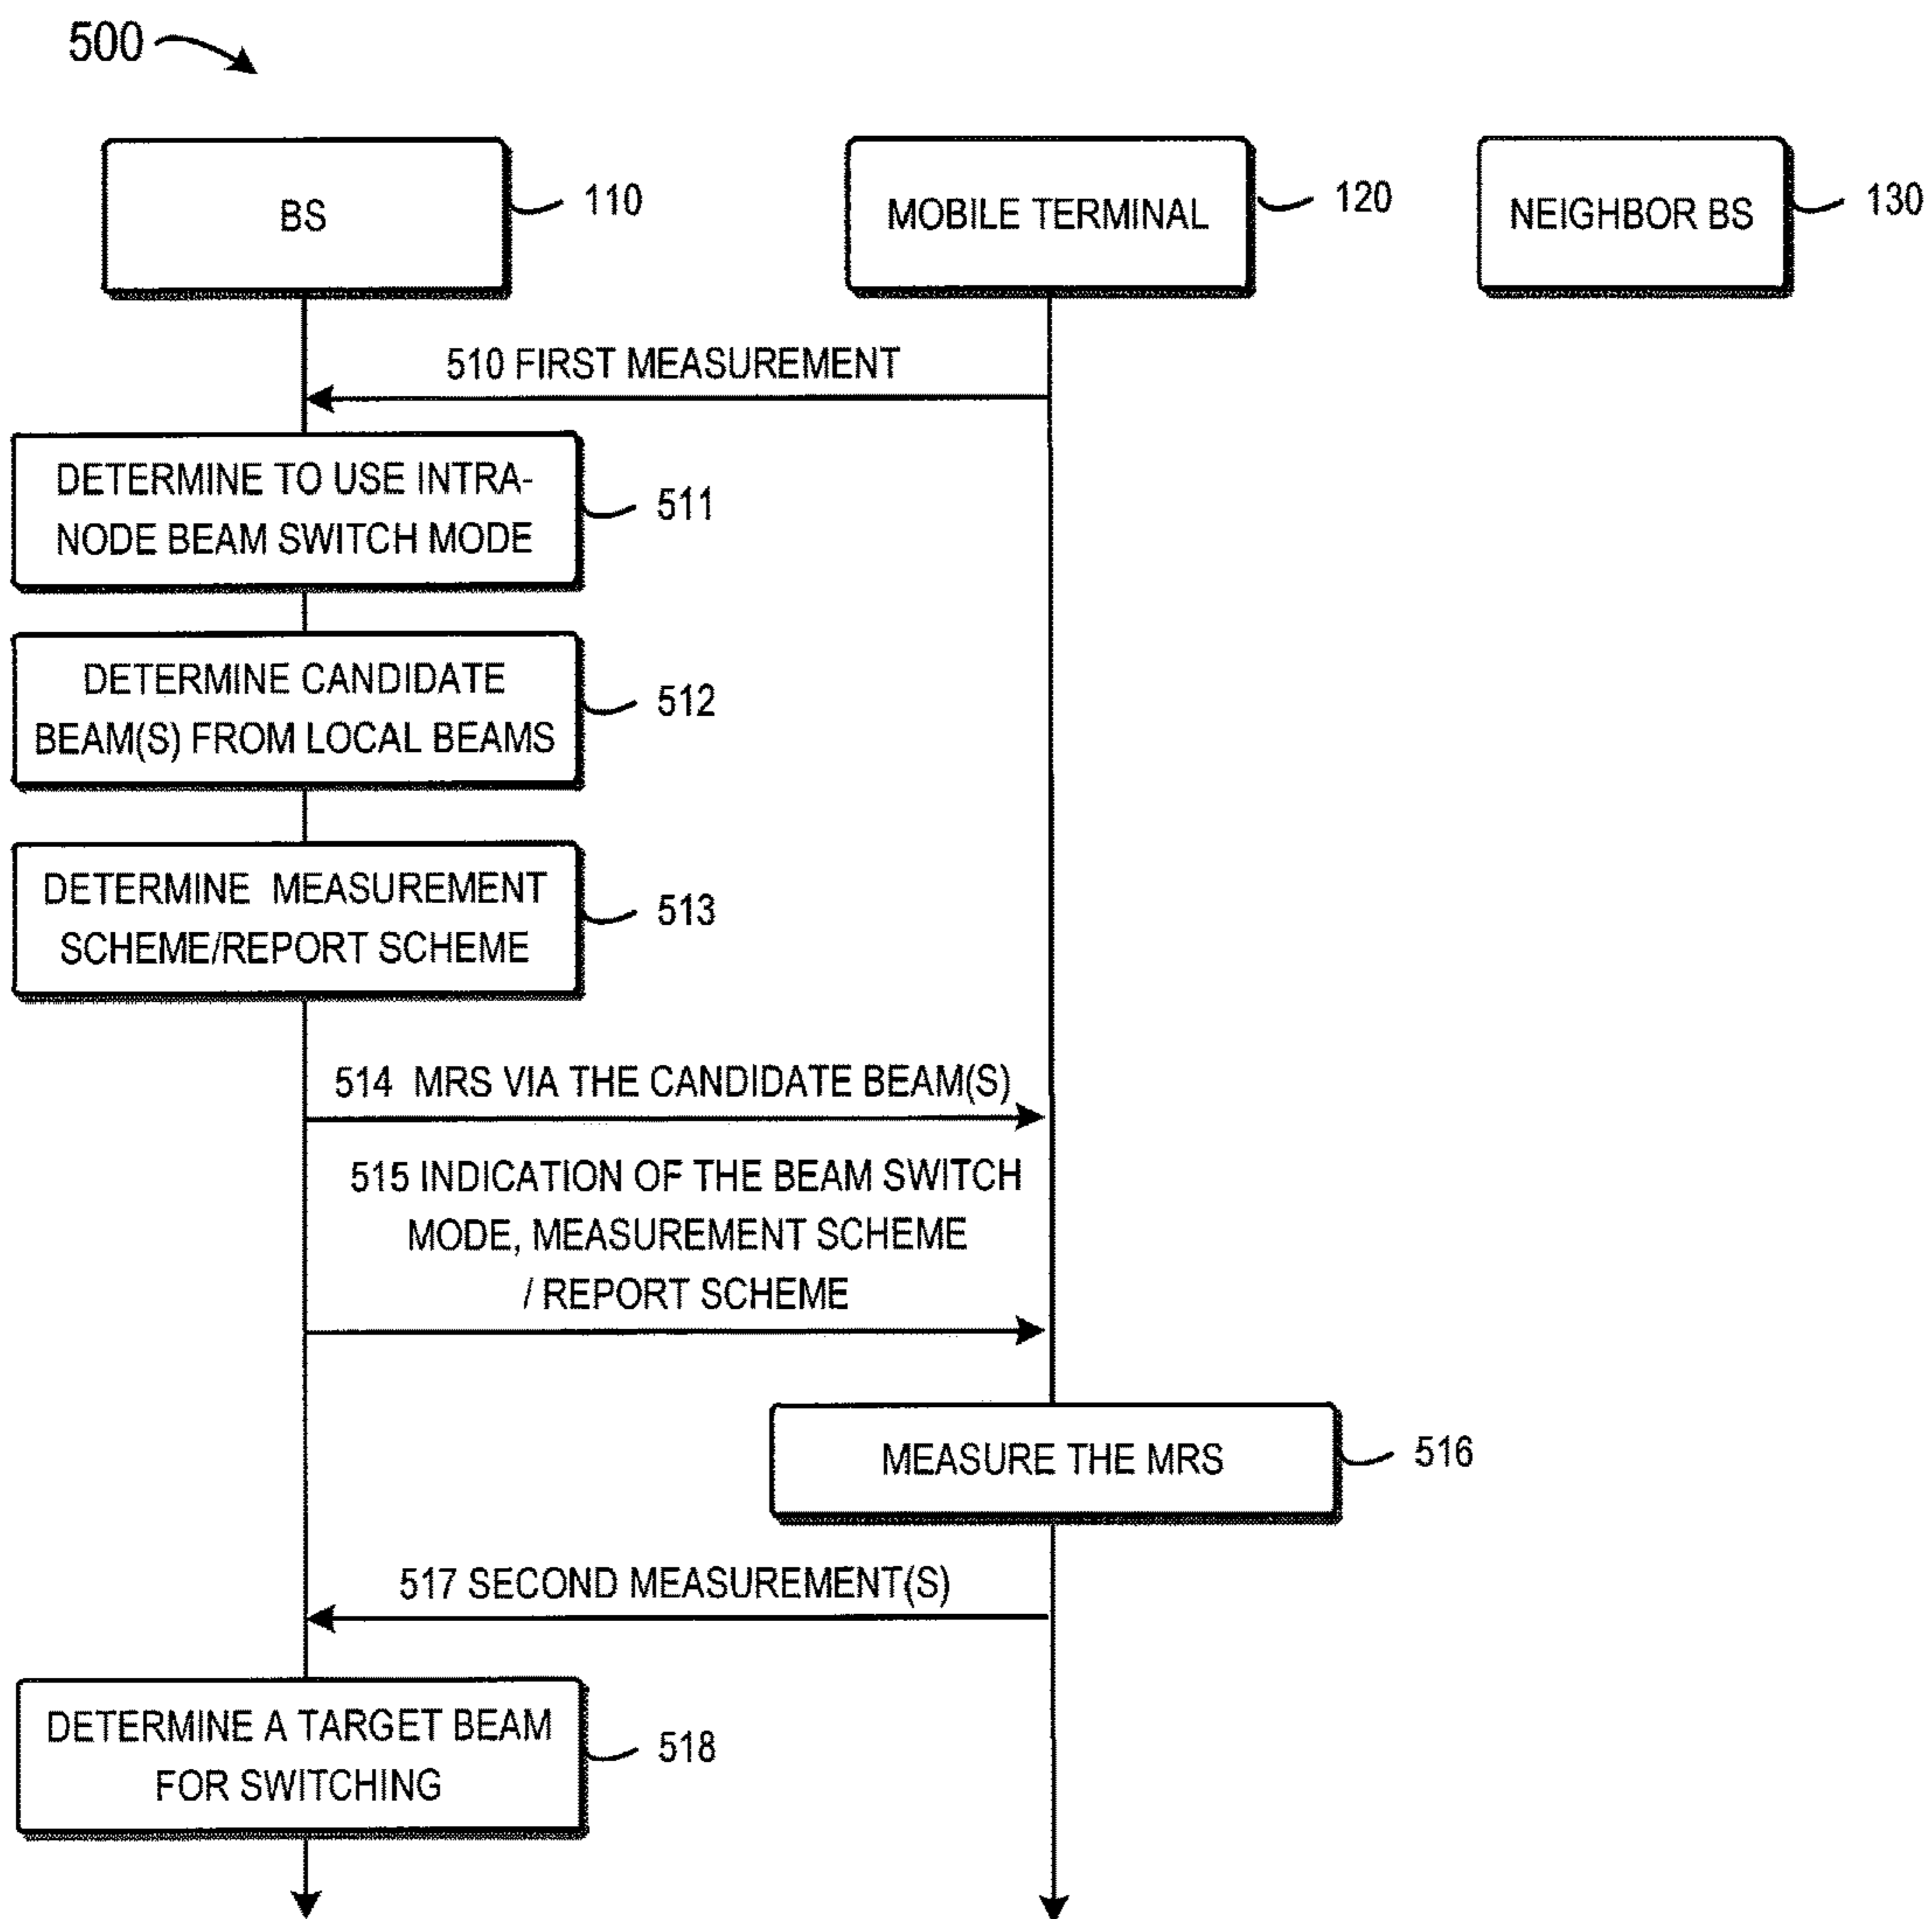 500
BS
110
MOBILE TERMINAL
120
NEIGHBOR BS
130
510 FIRST MEASUREMENT
DETERMINE TO USE INTRA-
NODE BEAM SWITCH MODE
511
DETERMINE CANDIDATE
BEAM(S) FROM LOCAL BEAMS
512
DETERMINE MEASUREMENT
SCHEME/REPORT SCHEME
513
514 MRS VIA THE CANDIDATE BEAM(S)
515 INDICATION OF THE BEAM SWITCH
MODE, MEASUREMENT SCHEME
/ REPORT SCHEME
MEASURE THE MRS
516
517 SECOND MEASUREMENT(S)
DETERMINE A TARGET BEAM
FOR SWITCHING
518